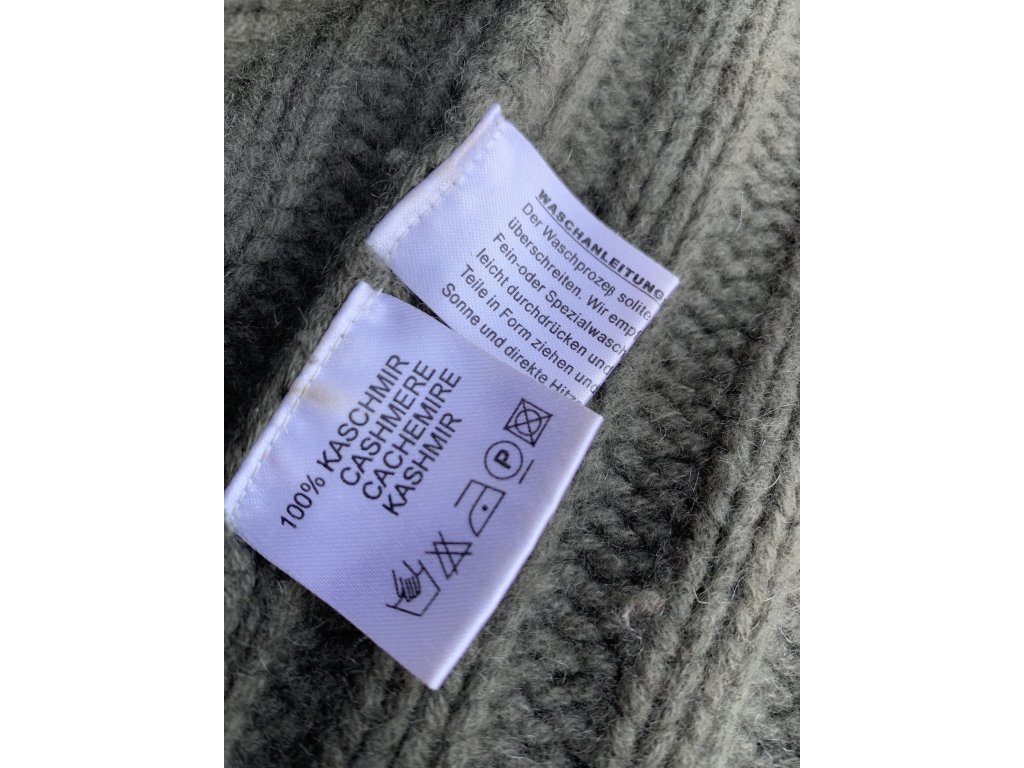 WASCHANLEITUNG
Der Waschprozeß sollte
überschreiten. Wir
Fein-oder
leicht durchdrücken und
Teile in Form ziehen und
Sonne und direkte
100% KASCHMIR
CASHMERE
CACHEMIRE
KASHMIR
P